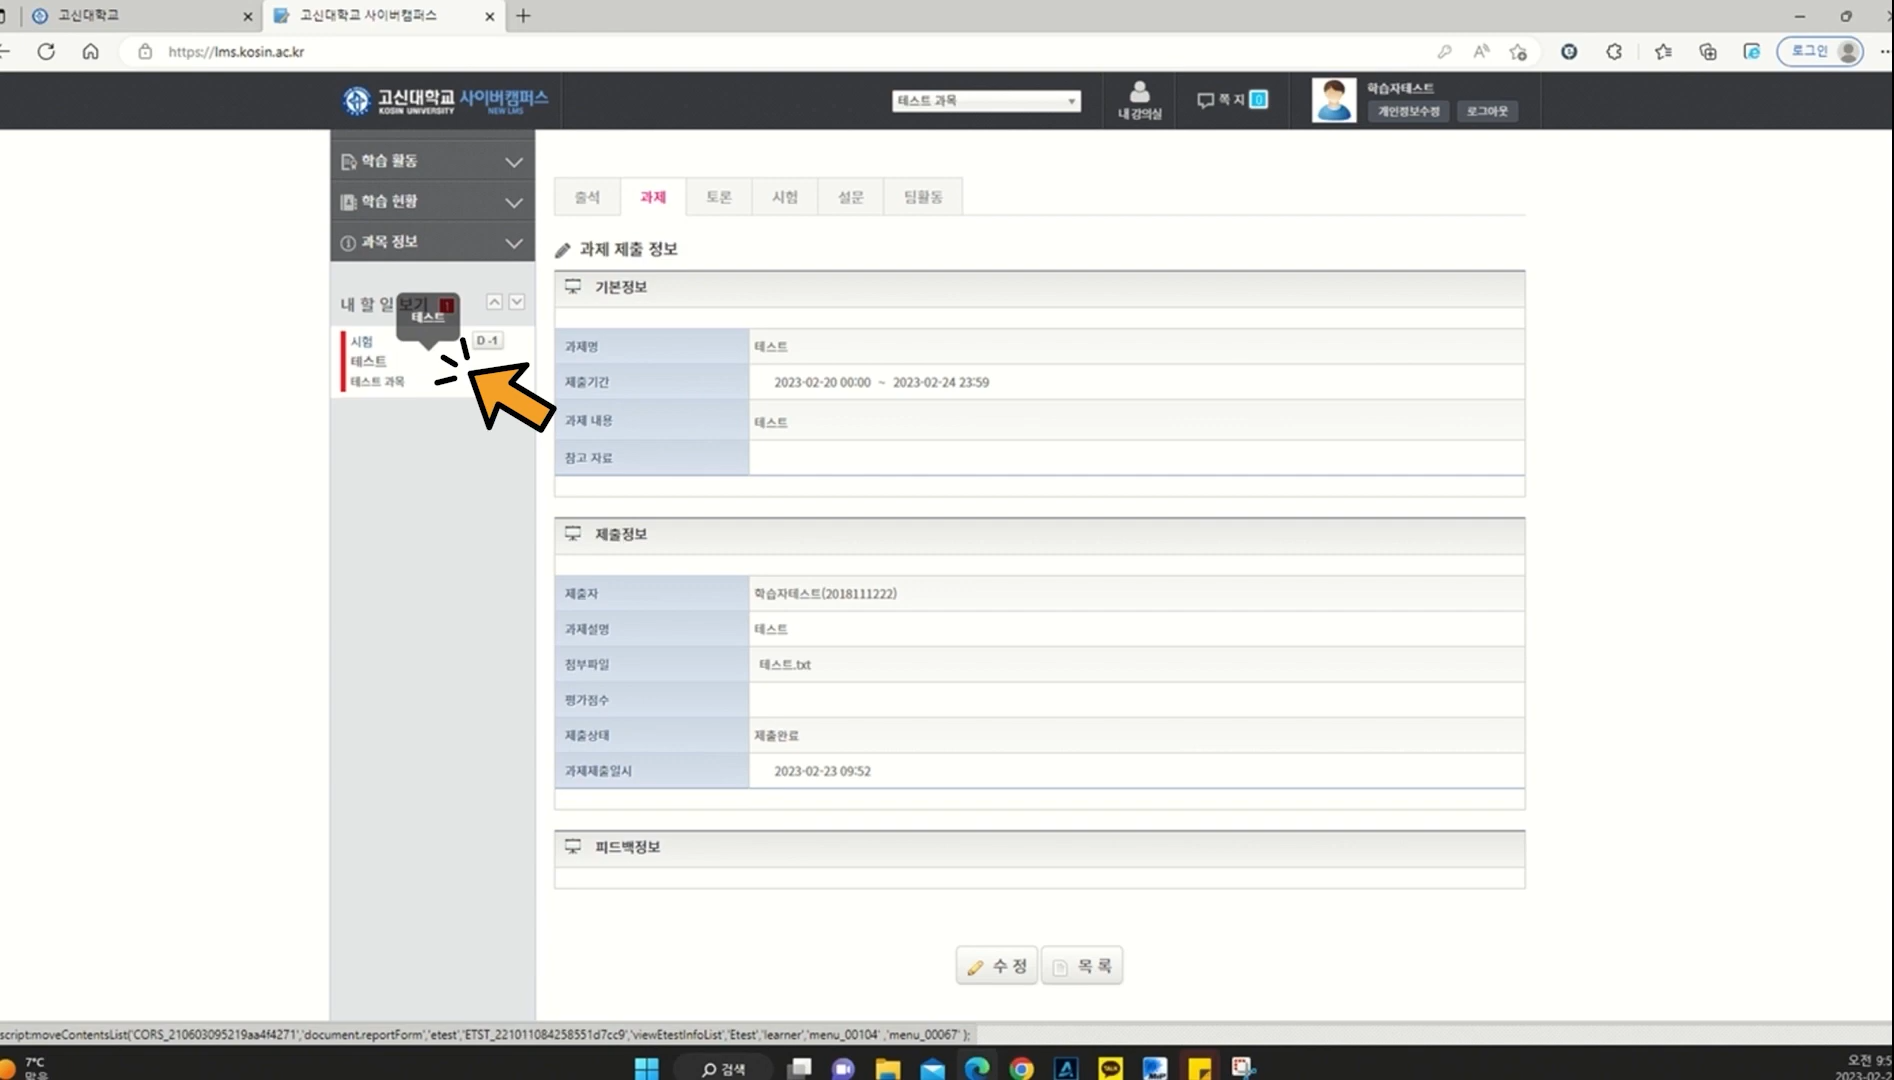 고신대학교
고신대학교 사이버캠퍼스
https://lms.kosin.ac.kr
로그인
고신대학교 사이버캠퍼스
KOSIN UNIVERSITY NEW LMS
테스트 과목
내 강의실
쪽 지 0
학습자테스트
개인정보수정 로그아웃
학습 활동
학습 현황
과목 정보
내 할 일 보기 1
테스트
시험 D -1
테스트
테스트 과목
출석 과제 토론 시험 설문 팀활동
과제 제출 정보
기본정보
과제명 테스트
제출기간 2023-02-20 00:00 ~ 2023-02-24 23:59
과제 내용 테스트
참고 자료
제출정보
제출자 학습자테스트(2018111222)
과제설명 테스트
첨부파일 테스트.txt
평가점수
제출상태 제출완료
과제제출일시 2023-02-23 09:52
피드백정보
수 정 목 록
script:moveContentsList('CORS_210603095219aa4f4271','document.reportForm','etest','ETST_221011084258551d7cc9','viewEtestInfoList','Etest','learner','menu_00104' ,'menu_00067' );
7°C
맑음
검색
TALK
오전 9:5
2023-02-2